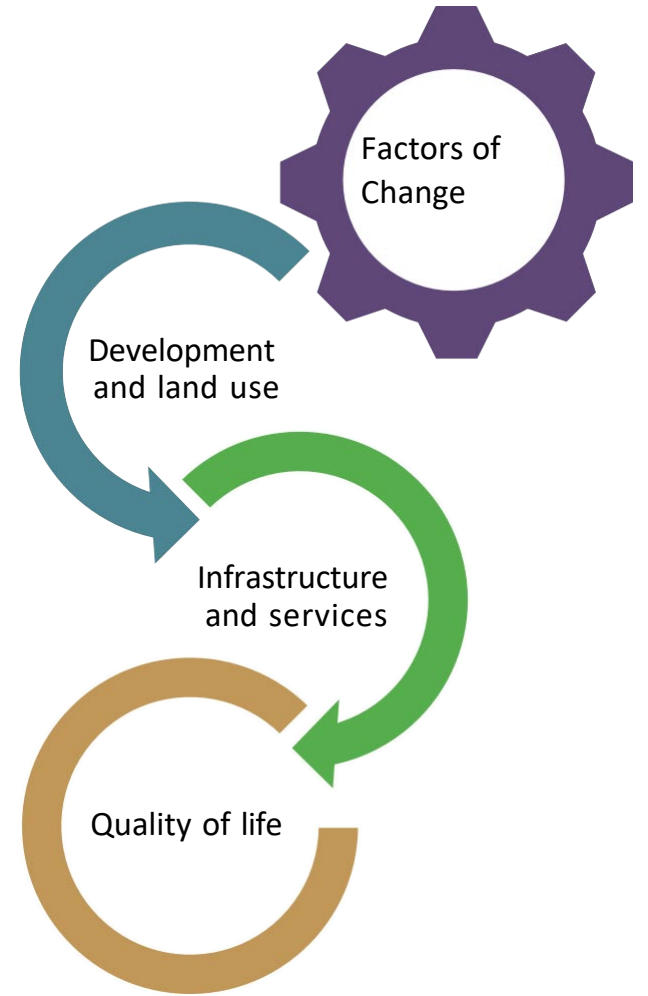 Factors of
Change
Development
and land use
Infrastructure
and services
Quality of life